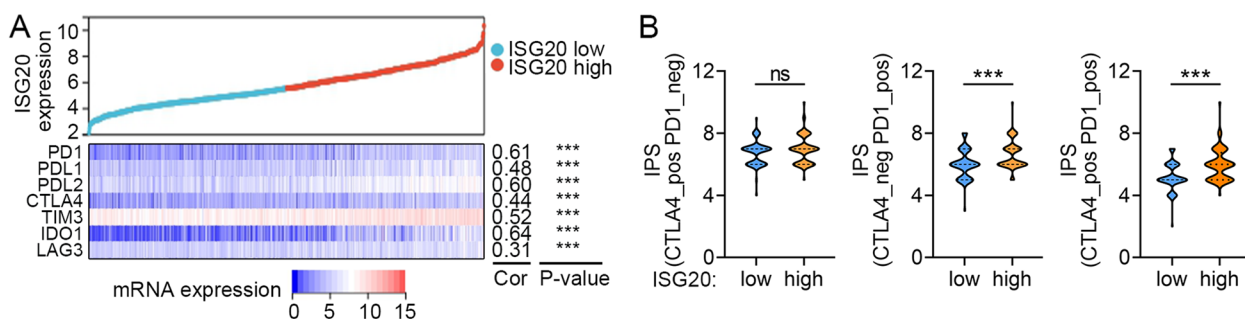 A
ISG20
expression
10
8
6
4
2
ISG20 low
ISG20 high
PD1 0.61 ***
PDL1 0.48 ***
PDL2 0.60 ***
CTLA4 0.44 ***
TIM3 0.52 ***
IDO1 0.64 ***
LAG3 0.31 ***
Cor P-value
mRNA expression
0 5 10 15
B
IPS
(CTLA4_pos PD1_neg)
12
8
4
0
ns
ISG20: low high
IPS
(CTLA4_neg PD1_pos)
12
8
4
0
***
low high
IPS
(CTLA4_pos PD1_pos)
12
8
4
0
***
low high